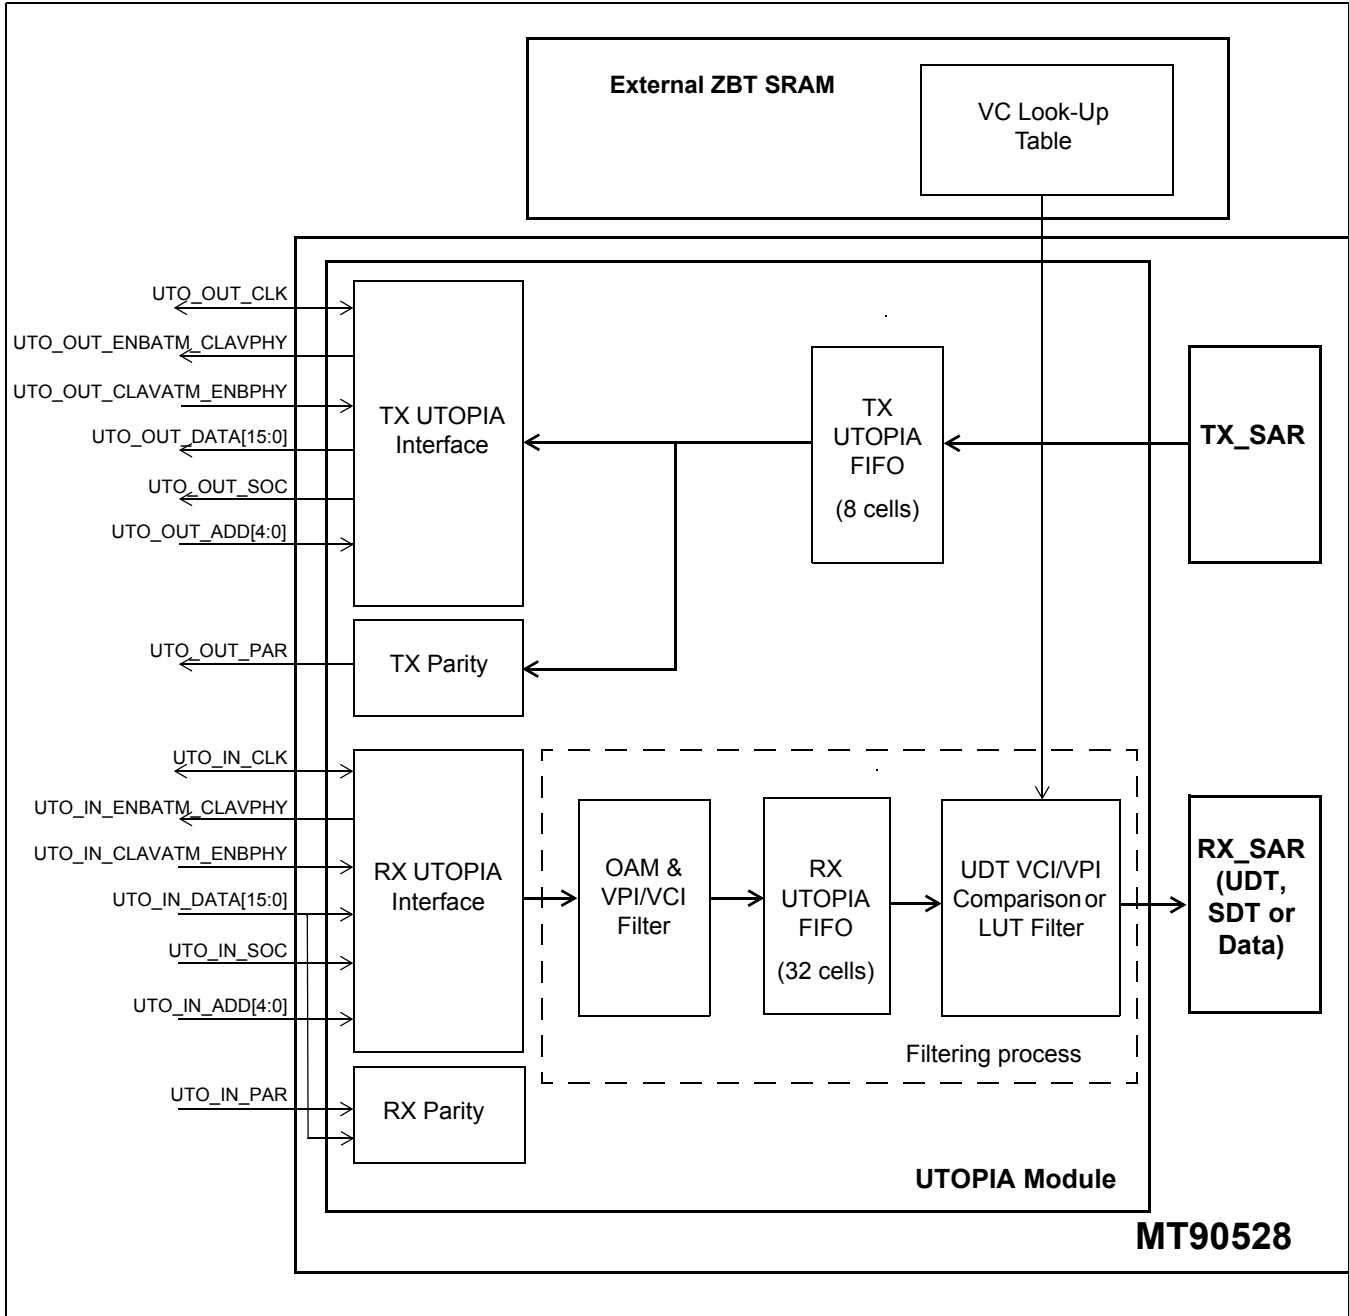 External ZBT SRAM
VC Look-Up
Table
UTO_OUT_CLK
UTO_OUT_ENBATM_CLAVPHY
UTO_OUT_CLAVATM_ENBPHY
UTO_OUT_DATA[15:0]
UTO_OUT_SOC
UTO_OUT_ADD[4:0]
TX UTOPIA
Interface
TX
UTOPIA
FIFO
(8 cells)
TX_SAR
UTO_OUT_PAR
TX Parity
UTO_IN_CLK
UTO_IN_ENBATM_CLAVPHY
UTO_IN_CLAVATM_ENBPHY
UTO_IN_DATA[15:0]
UTO_IN_SOC
UTO_IN_ADD[4:0]
RX UTOPIA
Interface
OAM &
VPI/VCI
Filter
RX
UTOPIA
FIFO
(32 cells)
UDT VCI/VPI
Comparison or
LUT Filter
RX_SAR
(UDT,
SDT or
Data)
Filtering process
UTO_IN_PAR
RX Parity
UTOPIA Module
MT90528